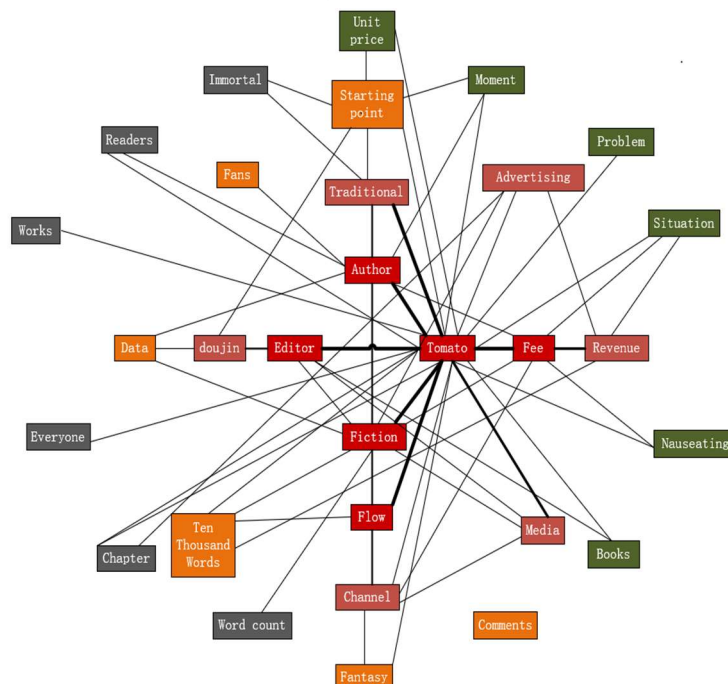 Unit
price
Immortal
Moment
Starting
point
Readers
Problem
Fans
Advertising
Traditional
Works
Situation
Author
Data
doujin
Editor
Tomato
Fee
Revenue
Everyone
Fiction
Nauseating
Flow
Ten
Thousand
Words
Media
Chapter
Books
Channel
Word count
Comments
Fantasy